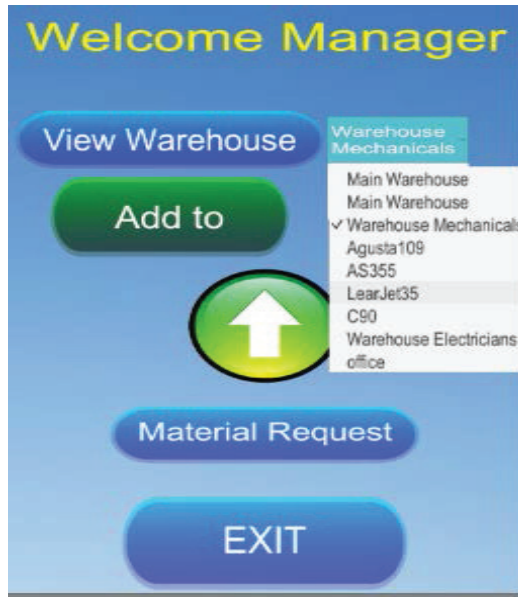 Welcome Manager
View Warehouse
Warehouse
Mechanicals
Add to
Main Warehouse
Main Warehouse
✓ Warehouse Mechanicals
Agusta109
AS355
LearJet35
C90
Warehouse Electricians
office
Material Request
EXIT